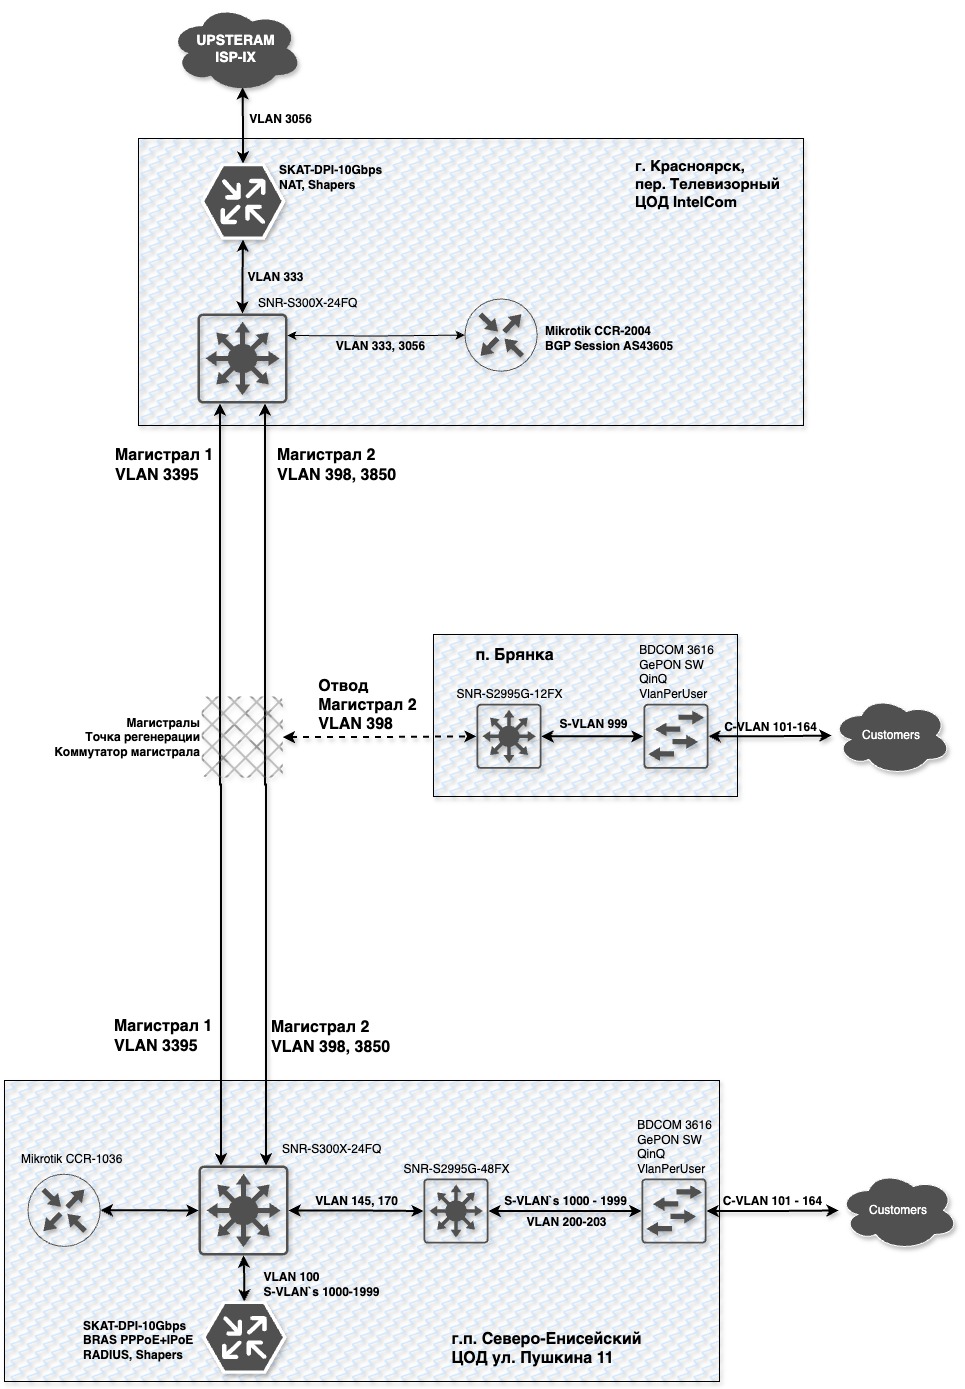 UPSTERAM
ISP-IX
VLAN 3056
SKAT-DPI-10Gbps
NAT, Shapers
г. Красноярск,
пер. Телевизорный
ЦОД IntelCom
VLAN 333
SNR-S300X-24FQ
VLAN 333, 3056
Mikrotik CCR-2004
BGP Session AS43605
Магистрал 1
VLAN 3395
Магистрал 2
VLAN 398, 3850
п. Брянка
BDCOM 3616
GePON SW
QinQ
VlanPerUser
SNR-S2995G-12FX
Отвод
Магистрал 2
VLAN 398
Магистралы
Точка регенерации
Коммутатор магистрала
S-VLAN 999
C-VLAN 101-164
Customers
Магистрал 1
VLAN 3395
Магистрал 2
VLAN 398, 3850
Mikrotik CCR-1036
SNR-S300X-24FQ
SNR-S2995G-48FX
BDCOM 3616
GePON SW
QinQ
VlanPerUser
VLAN 145, 170
S-VLAN`s 1000 - 1999
VLAN 200-203
C-VLAN 101 - 164
Customers
VLAN 100
S-VLAN`s 1000-1999
SKAT-DPI-10Gbps
BRAS PPPoE+IPoE
RADIUS, Shapers
г.п. Северо-Енисейский
ЦОД ул. Пушкина 11